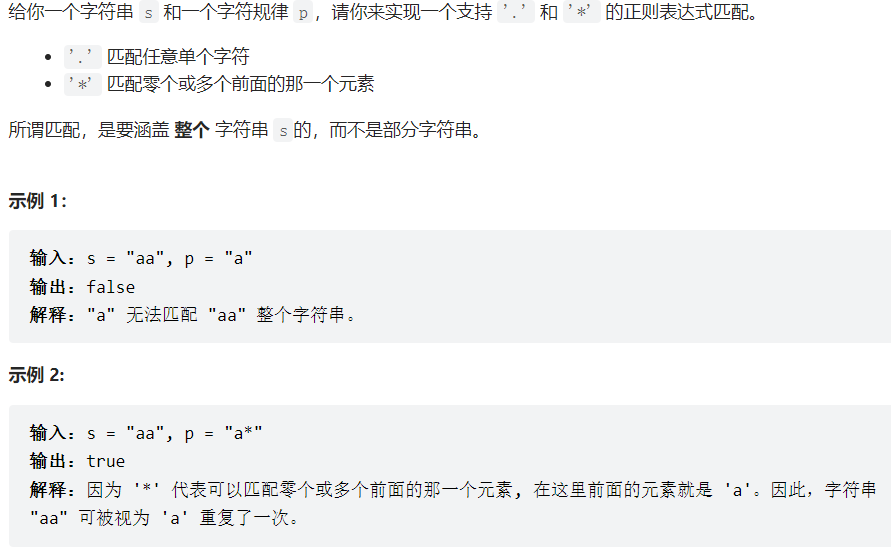 给你一个字符串 s 和一个字符规律 p，请你来实现一个支持 '.' 和 '*' 的正则表达式匹配。
• '.' 匹配任意单个字符
• '*' 匹配零个或多个前面的那一个元素
所谓匹配，是要涵盖 整个 字符串 s的，而不是部分字符串。
示例 1：
输入：s = "aa", p = "a"
输出：false
解释："a" 无法匹配 "aa" 整个字符串。
示例 2:
输入：s = "aa", p = "a*"
输出：true
解释：因为 '*' 代表可以匹配零个或多个前面的那一个元素, 在这里前面的元素就是 'a'。因此，字符串
"aa" 可被视为 'a' 重复了一次。